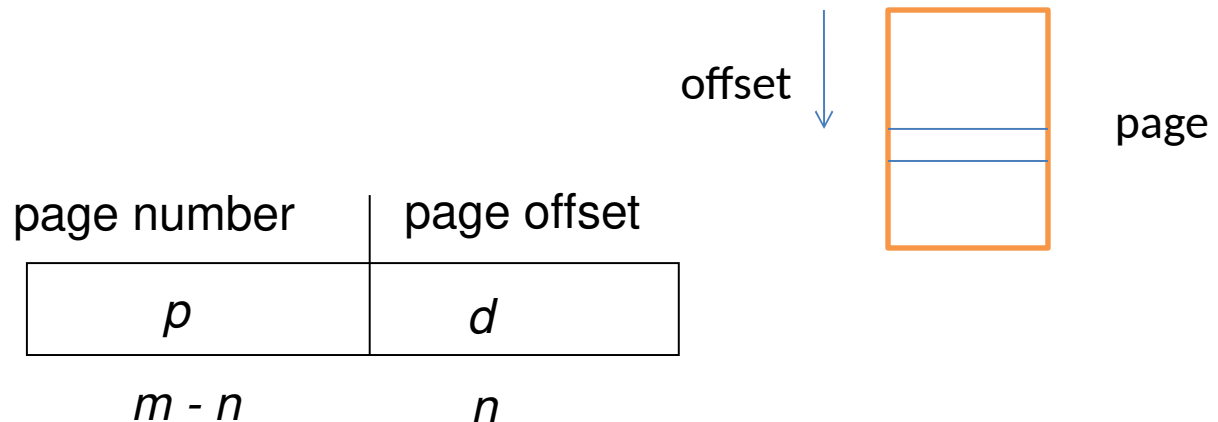 offset
page
page number page offset
p d
m - n n